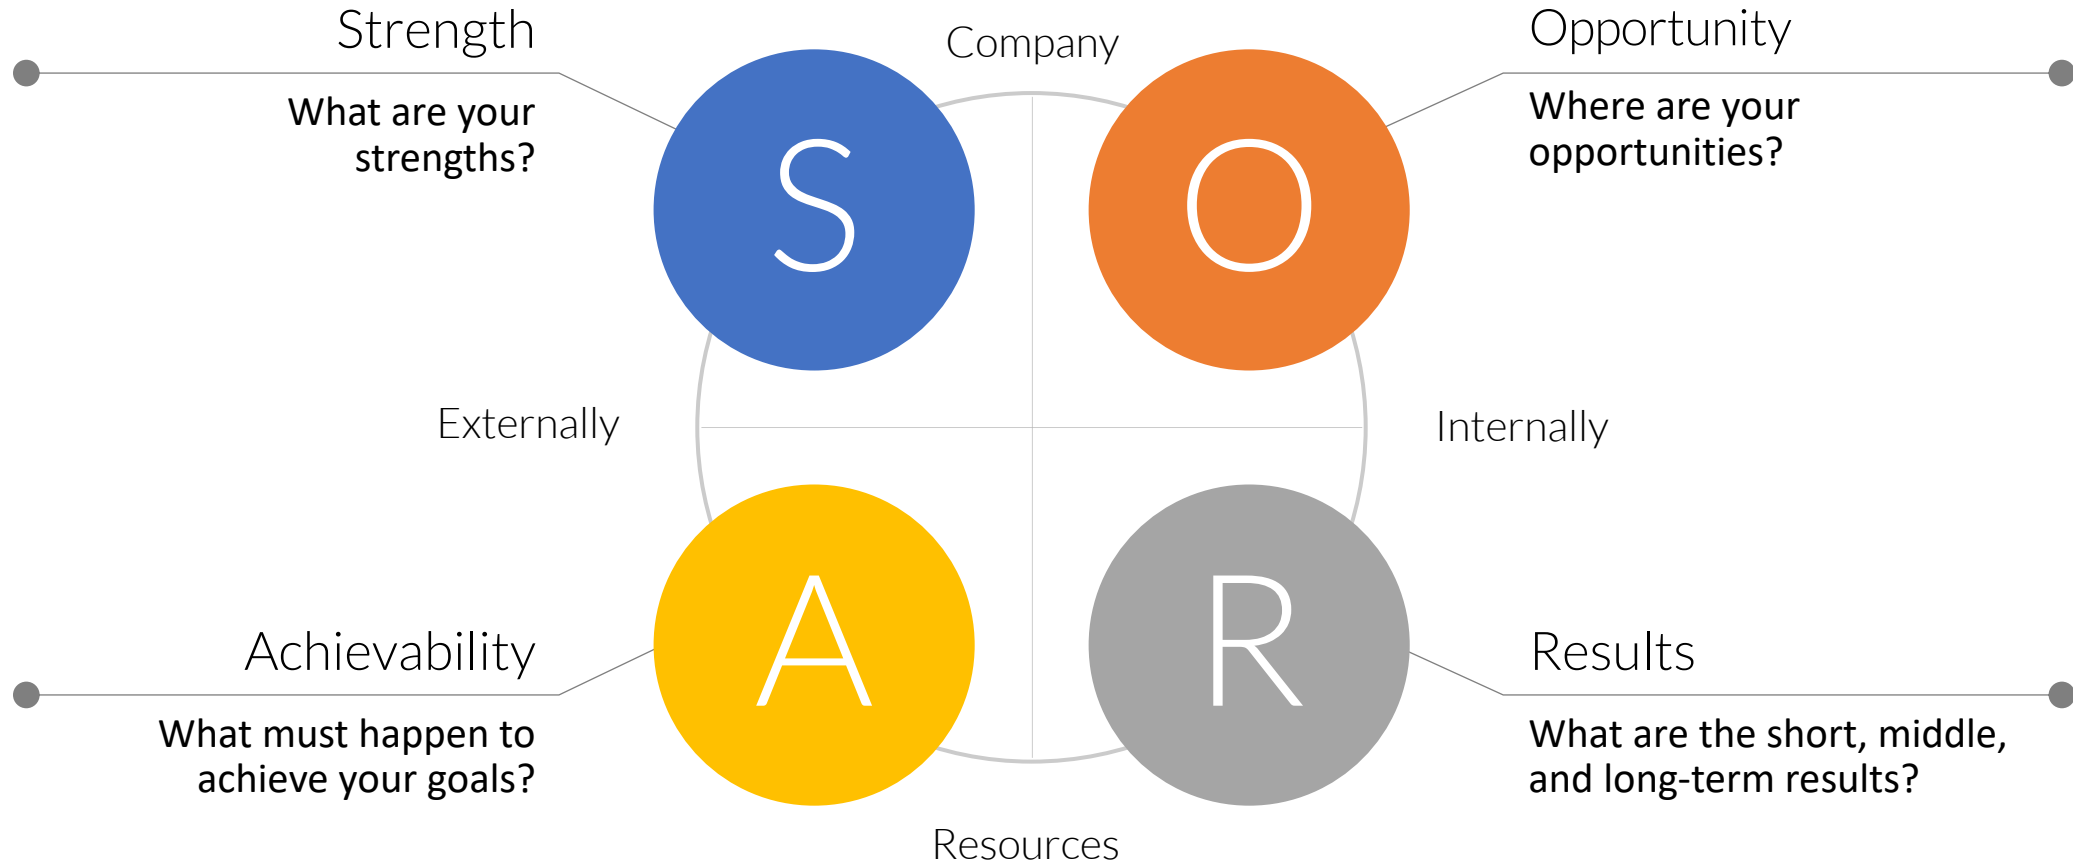 Strength
What are your
strengths?
Company
Opportunity
Where are your
opportunities?
S
O
Externally
Internally
A
R
Achievability
What must happen to
achieve your goals?
Results
What are the short, middle,
and long-term results?
Resources